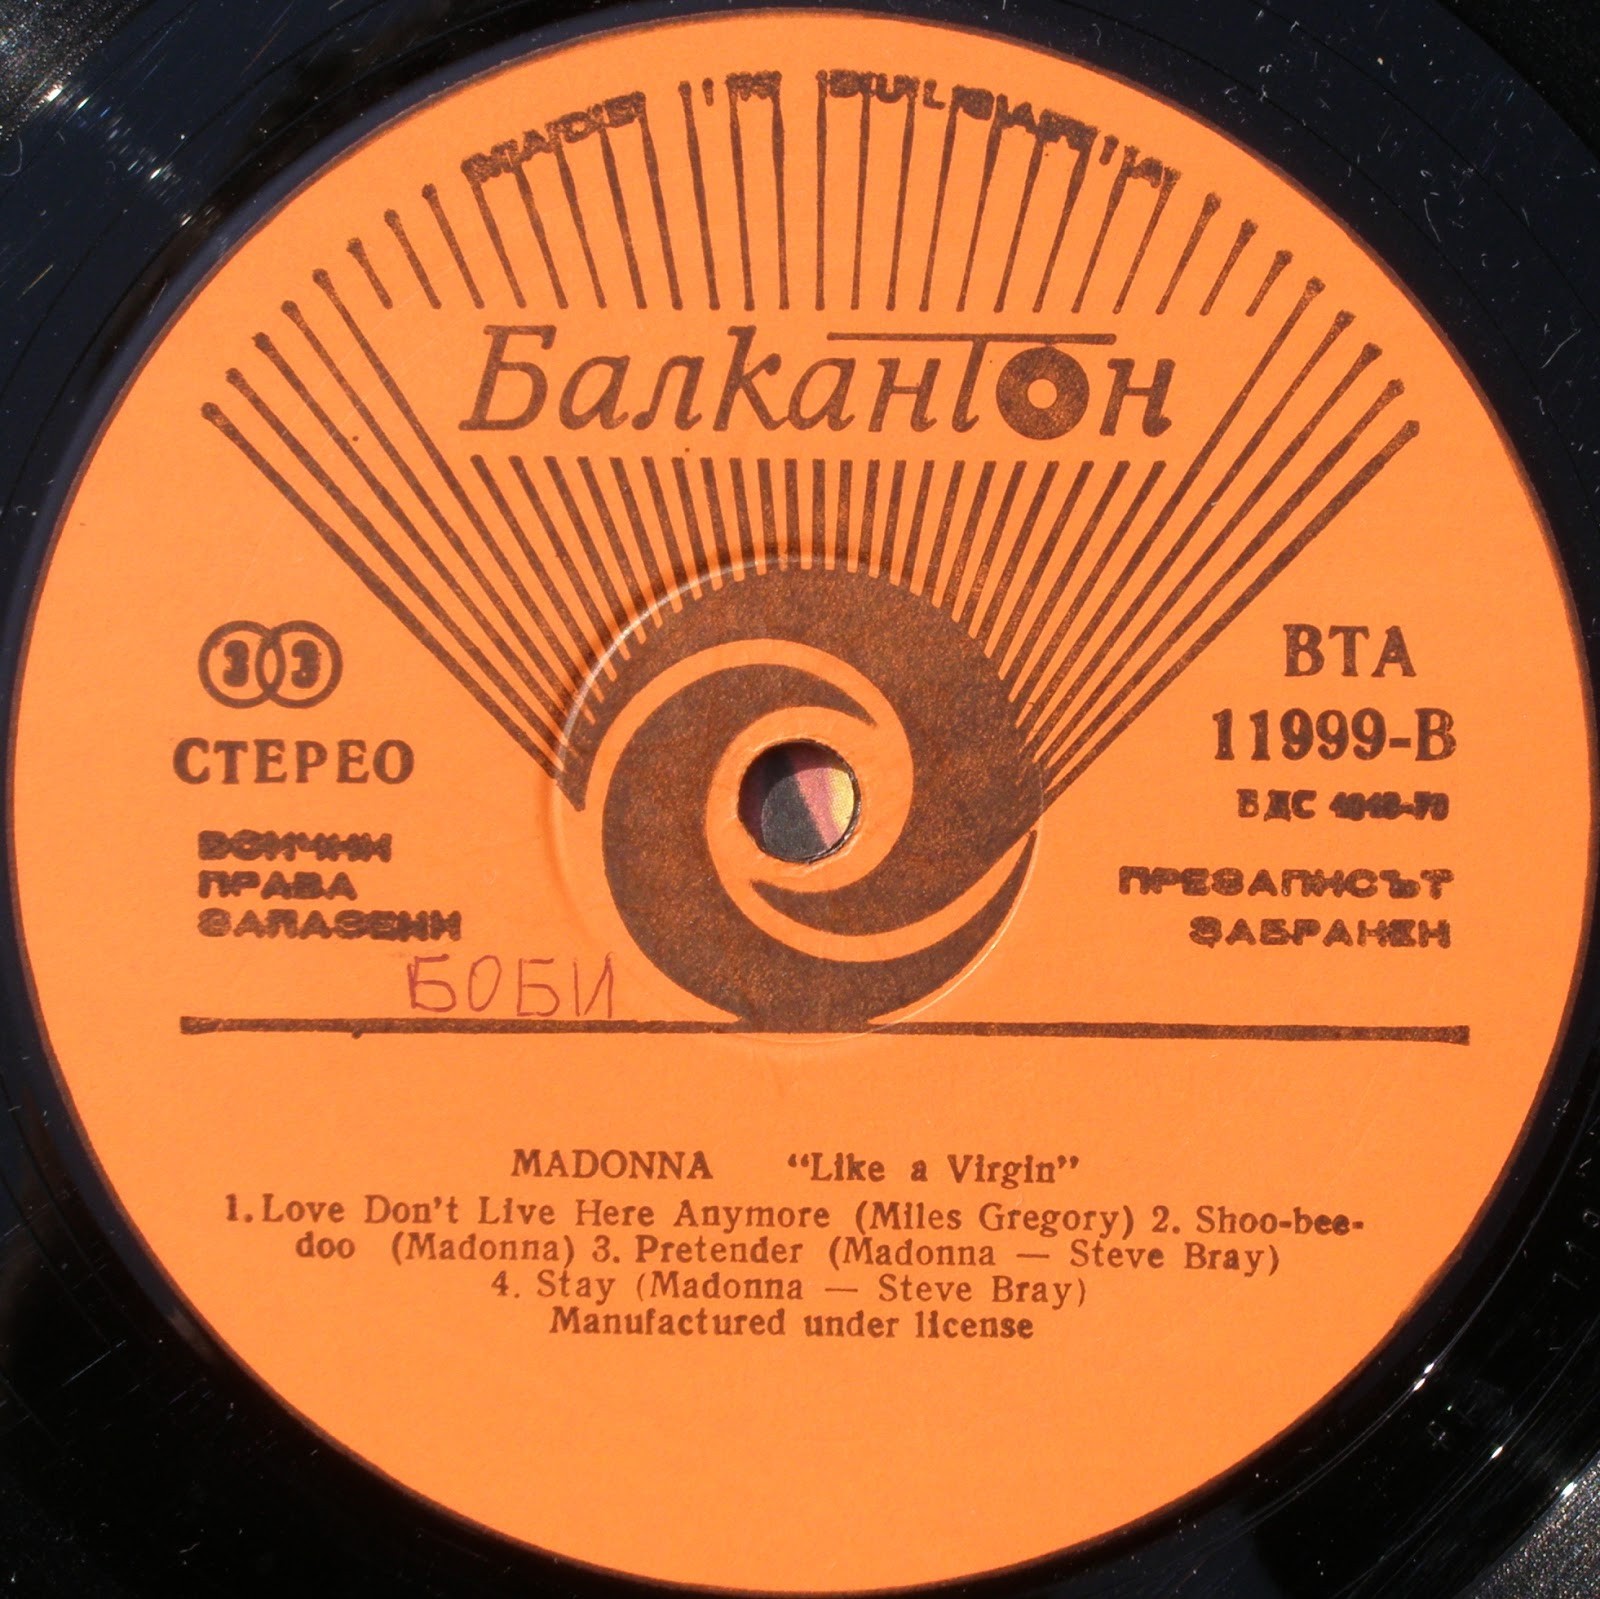 MADE IN BULGARIA
Балкантон
33
СТЕРЕО
ВСИЧКИ
ПРАВА
ЗАПАЗЕНИ
БОБИ
ВТА
11999-В
БДС
ПРЕЗАПИСЪТ
ЗАБРАНЕН
MADONNA “Like a Virgin”
1. Love Don't Live Here Anymore (Miles Gregory) 2. Shoo-bee-
doo (Madonna) 3. Pretender (Madonna — Steve Bray)
4. Stay (Madonna — Steve Bray)
Manufactured under license